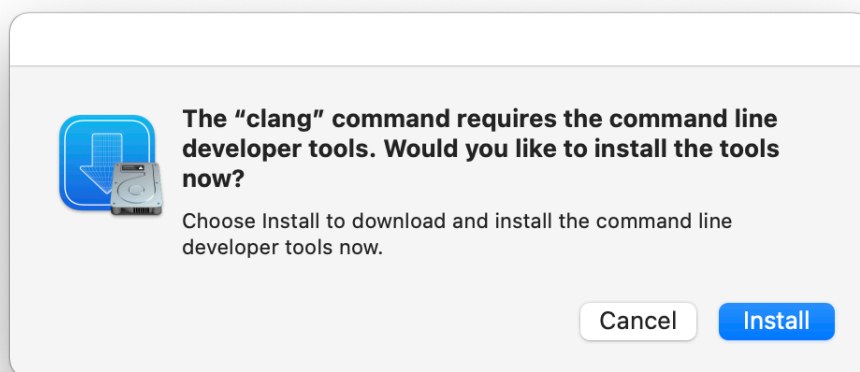 The “clang” command requires the command line
developer tools. Would you like to install the tools
now?
Choose Install to download and install the command line
developer tools now.
Cancel
Install